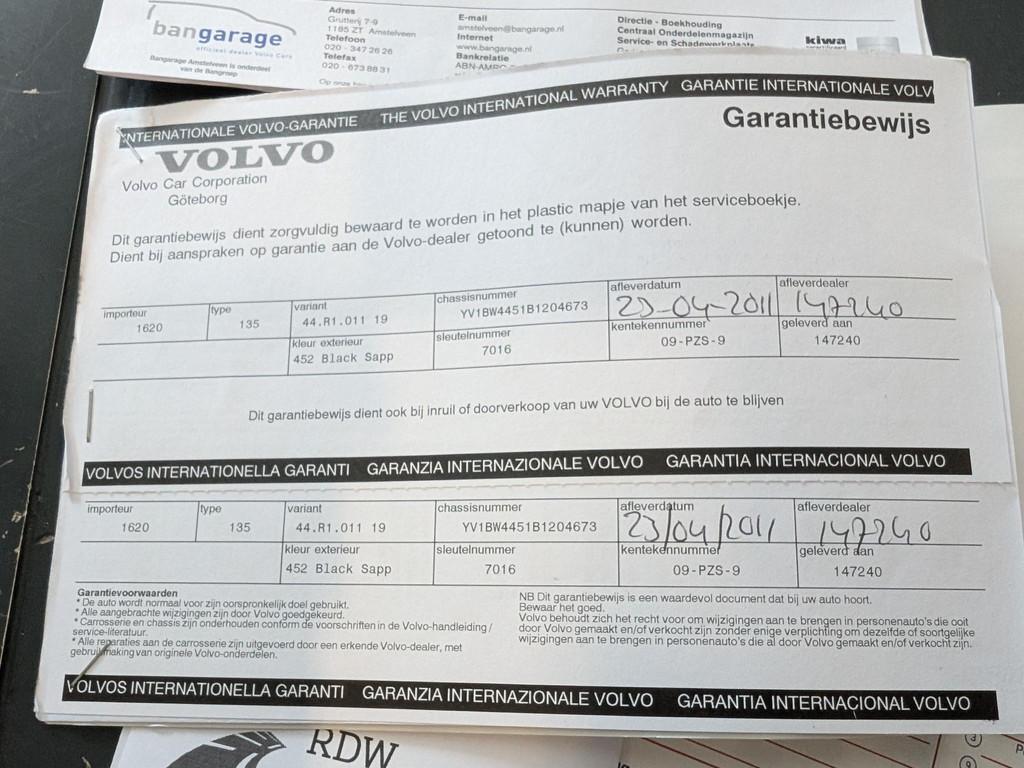 bangarage
officieel dealer Volvo Cars
Bangarage Amstelveen is onderdeel
van de Bangroep
Adres
Grutterij 7-9
1185 ZT Amstelveen
Telefoon
020 - 347 26 26
Telefax
020 - 673 88 31
E-mail
amstelveen@bangarage.nl
Internet
www.bangarage.nl
Bankrelatie
Directie - Boekhouding
Centraal Onderdelenmagazijn
Service- en Schadewerkplaats
kiwa
INTERNATIONALE VOLVO-GARANTIE THE VOLVO INTERNATIONAL WARRANTY GARANTIE INTERNATIONALE VOLV
Garantiebewijs
VOLVO
Volvo Car Corporation
Göteborg
Dit garantiebewijs dient zorgvuldig bewaard te worden in het plastic mapje van het serviceboekje.
Dient bij aanspraken op garantie aan de Volvo-dealer getoond te (kunnen) worden.
importeur type variant chassisnummer afleverdatum afleverdealer
1620 135 44.R1.011 19 YV1BW4451B1204673 23-04-2011 147240
kleur exterieur sleutelnummer kentekennummer geleverd aan
452 Black Sapp 7016 09-PZS-9 147240
Dit garantiebewijs dient ook bij inruil of doorverkoop van uw VOLVO bij de auto te blijven
VOLVOS INTERNATIONELLA GARANTI GARANZIA INTERNAZIONALE VOLVO GARANTIA INTERNACIONAL VOLVO
importeur type variant chassisnummer afleverdatum afleverdealer
1620 135 44.R1.011 19 YV1BW4451B1204673 23/04/2011 147240
kleur exterieur sleutelnummer kentekennummer geleverd aan
452 Black Sapp 7016 09-PZS-9 147240
Garantievoorwaarden
* De auto wordt normaal voor zijn oorspronkelijk doel gebruikt.
* Alle aangebrachte wijzigingen zijn door Volvo goedgekeurd.
* Carrosserie en chassis zijn onderhouden conform de voorschriften in de Volvo-handleiding /
service-literatuur.
* Alle reparaties aan de carrosserie zijn uitgevoerd door een erkende Volvo-dealer, met
gebruikmaking van originele Volvo-onderdelen.
NB Dit garantiebewijs is een waardevol document dat bij uw auto hoort.
Bewaar het goed.
Volvo behoudt zich het recht voor om wijzigingen aan te brengen in personenauto's die ooit
door Volvo gemaakt en/of verkocht zijn zonder enige verplichting om dezelfde of soortgelijke
wijzigingen aan te brengen in personenauto's die al door Volvo gemaakt en/of verkocht zijn.
VOLVOS INTERNATIONELLA GARANTI GARANZIA INTERNAZIONALE VOLVO GARANTIA INTERNACIONAL VOLVO
RDW